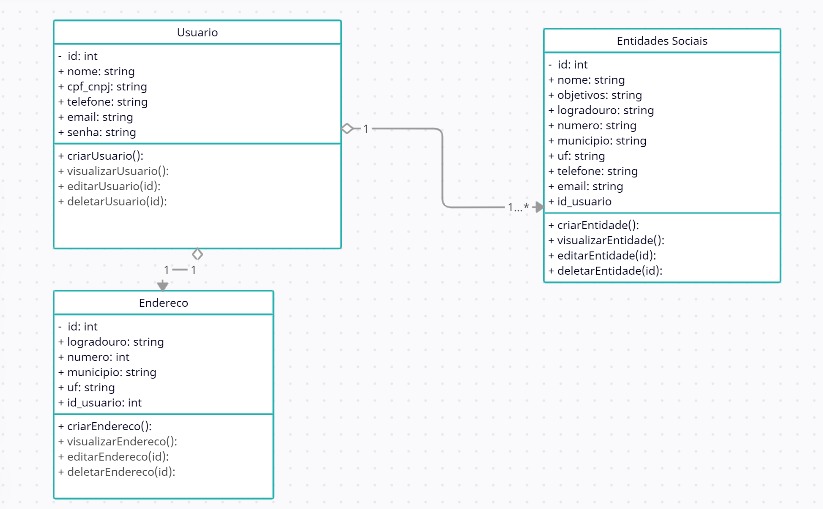 Usuario
- id: int
+ nome: string
+ cpf_cnpj: string
+ telefone: string
+ email: string
+ senha: string
+ criarUsuario():
+ visualizarUsuario():
+ editarUsuario(id):
+ deletarUsuario(id):
1
1...*
Entidades Sociais
- id: int
+ nome: string
+ objetivos: string
+ logradouro: string
+ numero: string
+ municipio: string
+ uf: string
+ telefone: string
+ email: string
+ id_usuario
+ criarEntidade():
+ visualizarEntidade():
+ editarEntidade(id):
+ deletarEntidade(id):
1 1
Endereco
- id: int
+ logradouro: string
+ numero: int
+ municipio: string
+ uf: string
+ id_usuario: int
+ criarEndereco():
+ visualizarEndereco():
+ editarEndereco(id):
+ deletarEndereco(id):